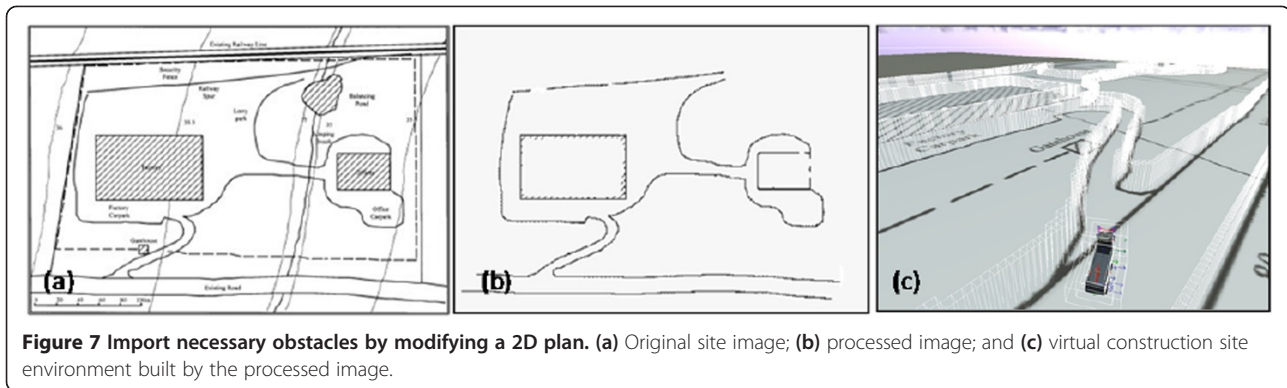 Existing Railway Line
Security
Fence
Railway
Spur
Lorry
park
Balancing
Pond
Factory
Carpark
Office
Carpark
Gatehouse
Existing Road
(a)
(b)
Factory
Carpark
Gatehouse
(c)
Figure 7 Import necessary obstacles by modifying a 2D plan. (a) Original site image; (b) processed image; and (c) virtual construction site
environment built by the processed image.